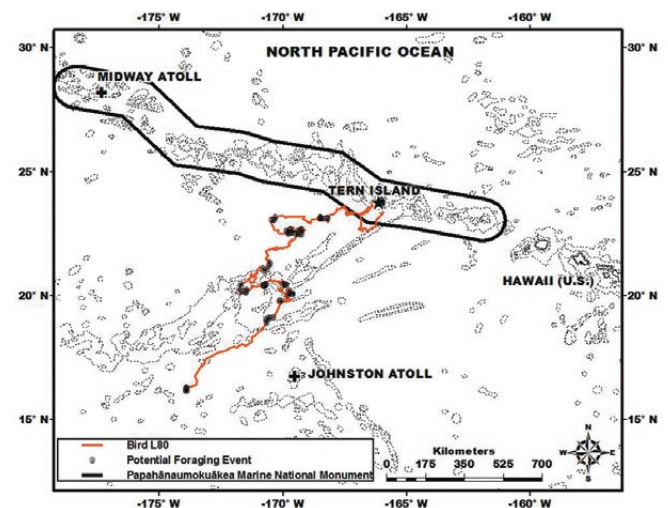 -175°
-170°
-165°
-160°
30° N
30° N
NORTH PACIFIC OCEAN
MIDWAY ATOLL
25° N
25° N
TERN ISLAND
HAWAII (U.S.)
20° N
20° N
JOHNSTON ATOLL
15° N
15° N
Bird L80
Potential Foraging Event
Papahānaumokuākea Marine National Monument
Kilometers
0 175 350 525 700
N
W E
S
-175°
-170°
-165°
-160°